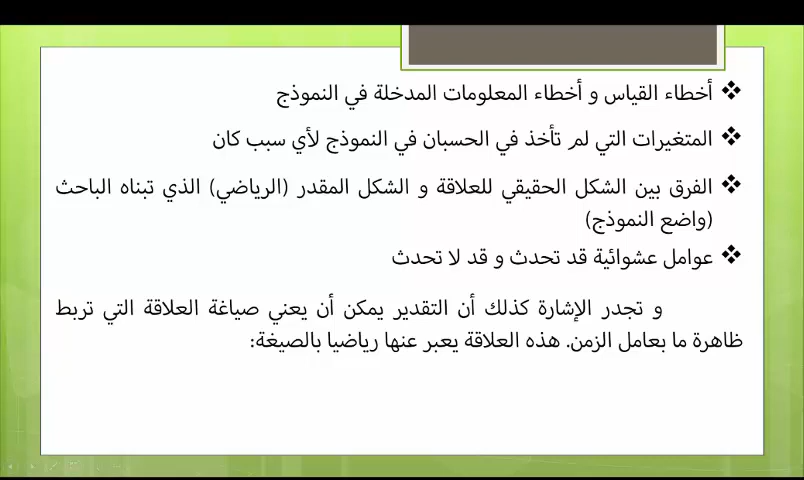 ❖ أخطاء القياس و أخطاء المعلومات المدخلة في النموذج
❖ المتغيرات التي لم تأخذ في الحسبان في النموذج لأي سبب كان
❖ الفرق بين الشكل الحقيقي للعلاقة و الشكل المقدر (الرياضي) الذي تبناه الباحث
(واضع النموذج)
❖ عوامل عشوائية قد تحدث و قد لا تحدث
و تجدر الإشارة كذلك أن التقدير يمكن أن يعني صياغة العلاقة التي تربط
ظاهرة ما بعامل الزمن. هذه العلاقة يعبر عنها رياضيا بالصيغة: